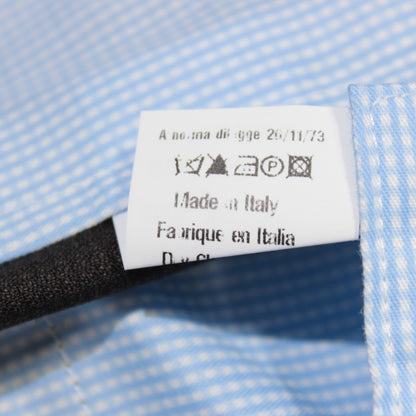 A norma di legge 26/11/73
P
Made in Italy
Fabrique en Italia